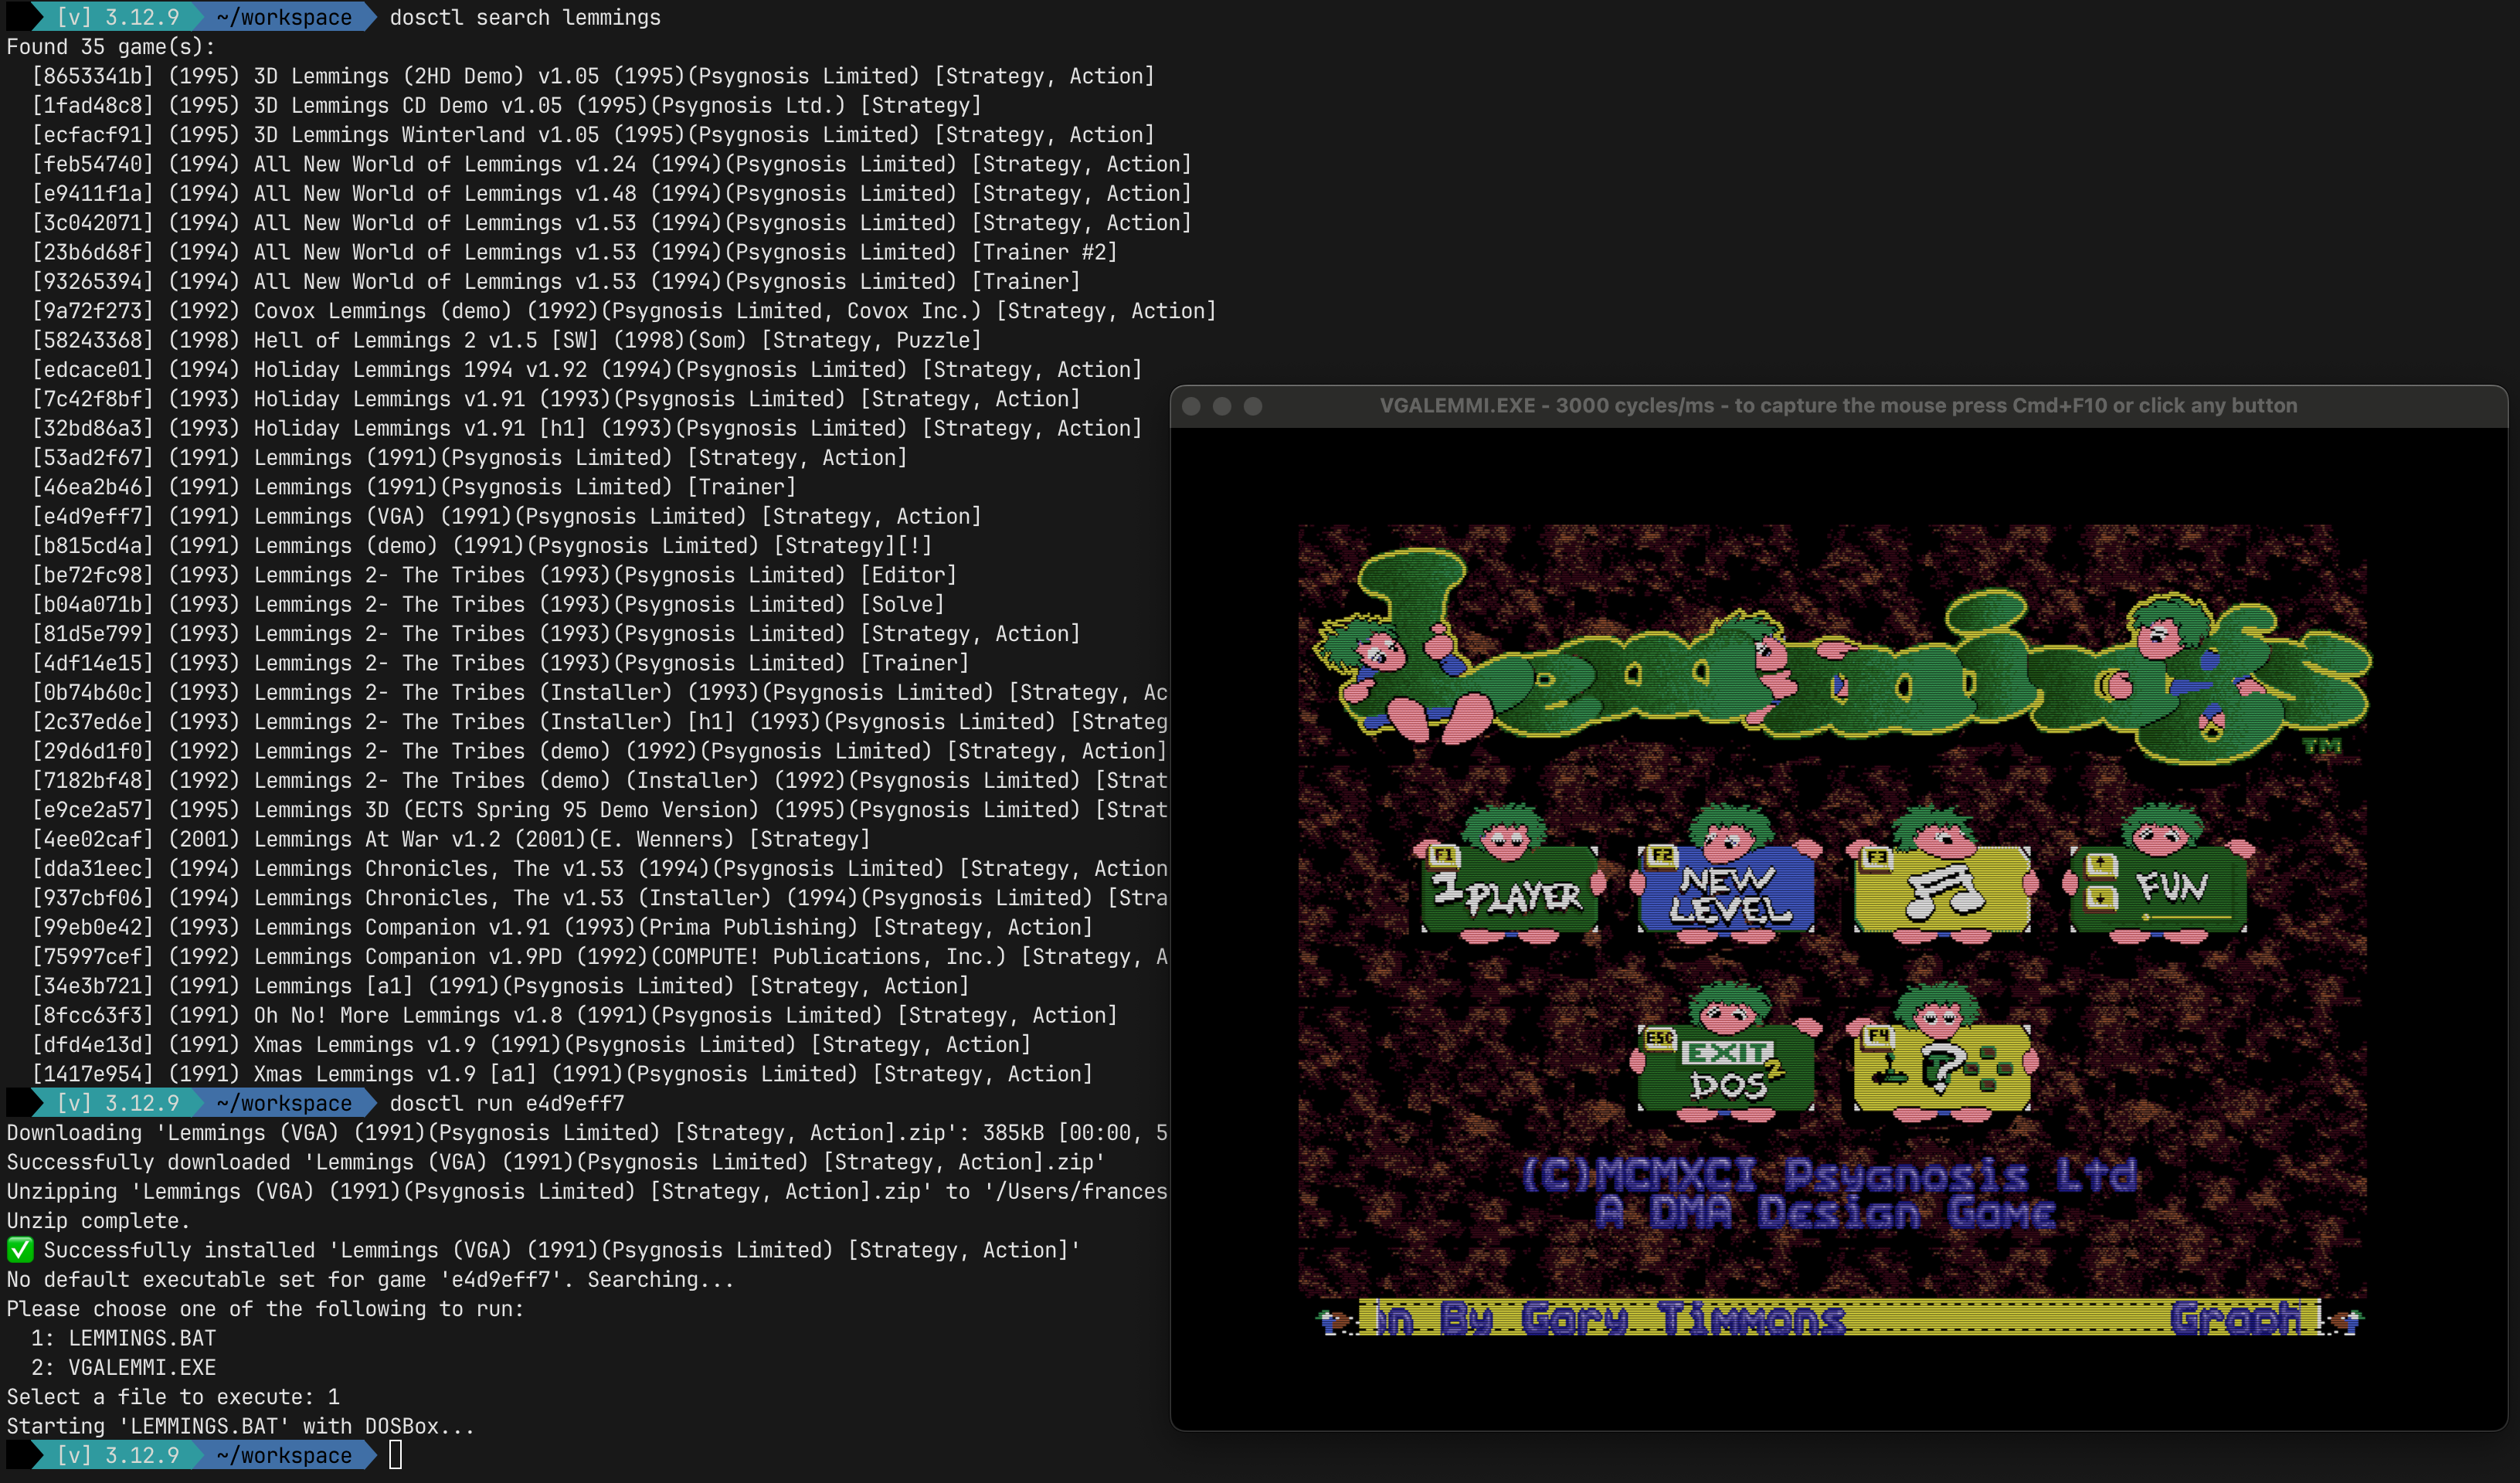 [v] 3.12.9 ~/workspace dosctl search lemmings
Found 35 game(s):
[8653341b] (1995) 3D Lemmings (2HD Demo) v1.05 (1995)(Psygnosis Limited) [Strategy, Action]
[1fad48c8] (1995) 3D Lemmings CD Demo v1.05 (1995)(Psygnosis Ltd.) [Strategy]
[ecfacf91] (1995) 3D Lemmings Winterland v1.05 (1995)(Psygnosis Limited) [Strategy, Action]
[feb54740] (1994) All New World of Lemmings v1.24 (1994)(Psygnosis Limited) [Strategy, Action]
[e9411f1a] (1994) All New World of Lemmings v1.48 (1994)(Psygnosis Limited) [Strategy, Action]
[3c042071] (1994) All New World of Lemmings v1.53 (1994)(Psygnosis Limited) [Strategy, Action]
[23b6d68f] (1994) All New World of Lemmings v1.53 (1994)(Psygnosis Limited) [Trainer #2]
[93265394] (1994) All New World of Lemmings v1.53 (1994)(Psygnosis Limited) [Trainer]
[9a72f273] (1992) Covox Lemmings (demo) (1992)(Psygnosis Limited, Covox Inc.) [Strategy, Action]
[58243368] (1998) Hell of Lemmings 2 v1.5 [SW] (1998)(Som) [Strategy, Puzzle]
[edcace01] (1994) Holiday Lemmings 1994 v1.92 (1994)(Psygnosis Limited) [Strategy, Action]
[7c42f8bf] (1993) Holiday Lemmings v1.91 (1993)(Psygnosis Limited) [Strategy, Action]
[32bd86a3] (1993) Holiday Lemmings v1.91 [h1] (1993)(Psygnosis Limited) [Strategy, Action]
[53ad2f67] (1991) Lemmings (1991)(Psygnosis Limited) [Strategy, Action]
[46ea2b46] (1991) Lemmings (1991)(Psygnosis Limited) [Trainer]
[e4d9eff7] (1991) Lemmings (VGA) (1991)(Psygnosis Limited) [Strategy, Action]
[b815cd4a] (1991) Lemmings (demo) (1991)(Psygnosis Limited) [Strategy][!]
[be72fc98] (1993) Lemmings 2- The Tribes (1993)(Psygnosis Limited) [Editor]
[b04a071b] (1993) Lemmings 2- The Tribes (1993)(Psygnosis Limited) [Solve]
[81d5e799] (1993) Lemmings 2- The Tribes (1993)(Psygnosis Limited) [Strategy, Action]
[4df14e15] (1993) Lemmings 2- The Tribes (1993)(Psygnosis Limited) [Trainer]
[0b74b60c] (1993) Lemmings 2- The Tribes (Installer) (1993)(Psygnosis Limited) [Strategy, Ac
[2c37ed6e] (1993) Lemmings 2- The Tribes (Installer) [h1] (1993)(Psygnosis Limited) [Strateg
[29d6d1f0] (1992) Lemmings 2- The Tribes (demo) (1992)(Psygnosis Limited) [Strategy, Action]
[7182bf48] (1992) Lemmings 2- The Tribes (demo) (Installer) (1992)(Psygnosis Limited) [Strat
[e9ce2a57] (1995) Lemmings 3D (ECTS Spring 95 Demo Version) (1995)(Psygnosis Limited) [Strat
[4ee02caf] (2001) Lemmings At War v1.2 (2001)(E. Wenners) [Strategy]
[dda31eec] (1994) Lemmings Chronicles, The v1.53 (1994)(Psygnosis Limited) [Strategy, Action
[937cbf06] (1994) Lemmings Chronicles, The v1.53 (Installer) (1994)(Psygnosis Limited) [Stra
[99eb0e42] (1993) Lemmings Companion v1.91 (1993)(Prima Publishing) [Strategy, Action]
[75997cef] (1992) Lemmings Companion v1.9PD (1992)(COMPUTE! Publications, Inc.) [Strategy, A
[34e3b721] (1991) Lemmings [a1] (1991)(Psygnosis Limited) [Strategy, Action]
[8fcc63f3] (1991) Oh No! More Lemmings v1.8 (1991)(Psygnosis Limited) [Strategy, Action]
[dfd4e13d] (1991) Xmas Lemmings v1.9 (1991)(Psygnosis Limited) [Strategy, Action]
[1417e954] (1991) Xmas Lemmings v1.9 [a1] (1991)(Psygnosis Limited) [Strategy, Action]
[v] 3.12.9 ~/workspace dosctl run e4d9eff7
Downloading 'Lemmings (VGA) (1991)(Psygnosis Limited) [Strategy, Action].zip': 385kB [00:00, 5
Successfully downloaded 'Lemmings (VGA) (1991)(Psygnosis Limited) [Strategy, Action].zip'
Unzipping 'Lemmings (VGA) (1991)(Psygnosis Limited) [Strategy, Action].zip' to '/Users/frances
Unzip complete.
✅ Successfully installed 'Lemmings (VGA) (1991)(Psygnosis Limited) [Strategy, Action]'
No default executable set for game 'e4d9eff7'. Searching...
Please choose one of the following to run:
1: LEMMINGS.BAT
2: VGALEMMI.EXE
Select a file to execute: 1
Starting 'LEMMINGS.BAT' with DOSBox...
[v] 3.12.9 ~/workspace
VGALEMMI.EXE - 3000 cycles/ms - to capture the mouse press Cmd+F10 or click any button
Lemmings
TM
F1 1 PLAYER
F2 NEW LEVEL
F3
FUN
ESC EXIT 2 DOS
F4 ?
(C)MCMXCI Psygnosis Ltd
A DMA Design Game
in By Gary Timmons Graph